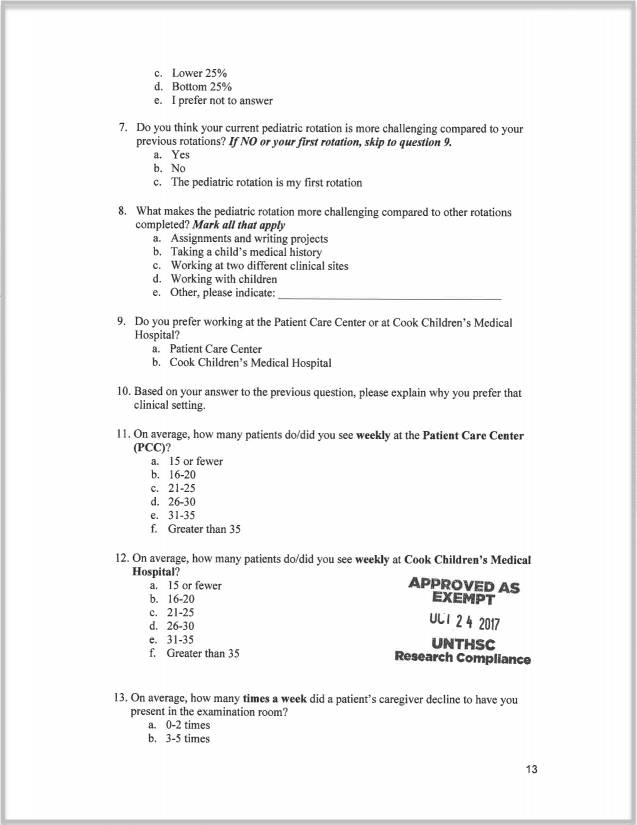 c. Lower 25%
d. Bottom 25%
e. I prefer not to answer
7. Do you think your current pediatric rotation is more challenging compared to your
previous rotations? If NO or your first rotation, skip to question 9.
a. Yes
b. No
c. The pediatric rotation is my first rotation
8. What makes the pediatric rotation more challenging compared to other rotations
completed? Mark all that apply
a. Assignments and writing projects
b. Taking a child's medical history
c. Working at two different clinical sites
d. Working with children
e. Other, please indicate:
9. Do you prefer working at the Patient Care Center or at Cook Children's Medical
Hospital?
a. Patient Care Center
b. Cook Children's Medical Hospital
10. Based on your answer to the previous question, please explain why you prefer that
clinical setting.
11. On average, how many patients do/did you see weekly at the Patient Care Center
(PCC)?
a. 15 or fewer
b. 16-20
c. 21-25
d. 26-30
e. 31-35
f. Greater than 35
12. On average, how many patients do/did you see weekly at Cook Children's Medical
Hospital?
a. 15 or fewer
b. 16-20
c. 21-25
d. 26-30
e. 31-35
f. Greater than 35
APPROVED AS
EXEMPT
OCT 24 2017
UNTHSC
Research Compliance
13. On average, how many times a week did a patient's caregiver decline to have you
present in the examination room?
a. 0-2 times
b. 3-5 times
13